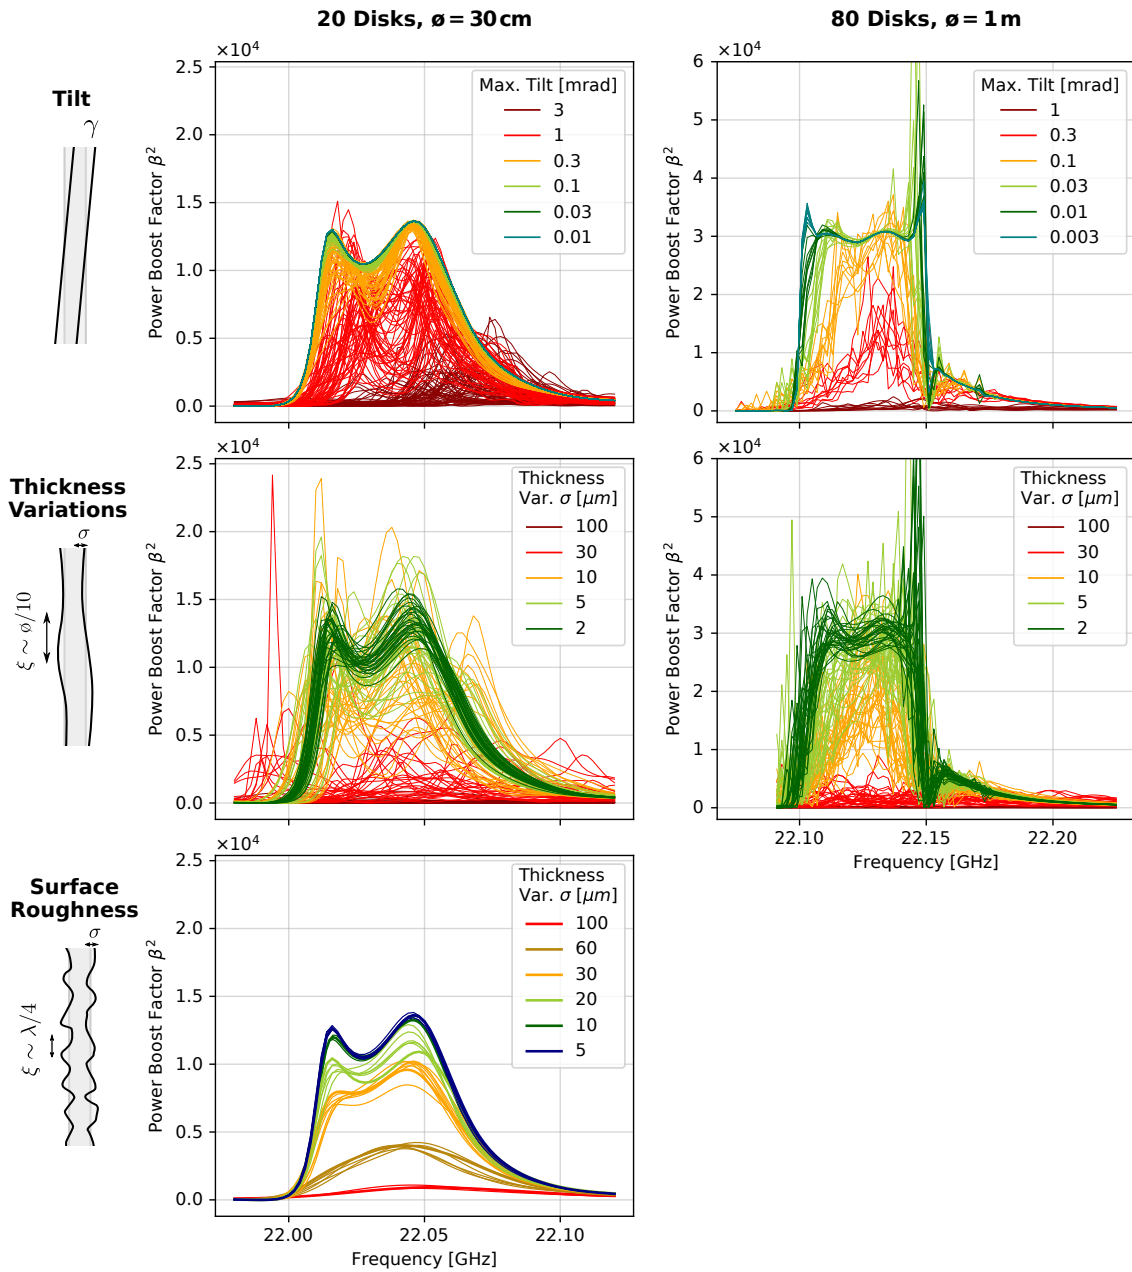 20 Disks, ø = 30 cm
80 Disks, ø = 1 m
Tilt
γ
×10⁴
2.5
2.0
1.5
1.0
0.5
0.0
Power Boost Factor β²
Max. Tilt [mrad]
3
1
0.3
0.1
0.03
0.01
×10⁴
6
5
4
3
2
1
0
Power Boost Factor β²
Max. Tilt [mrad]
1
0.3
0.1
0.03
0.01
0.003
Thickness
Variations
σ
ξ ∼ ø/10
×10⁴
2.5
2.0
1.5
1.0
0.5
0.0
Power Boost Factor β²
Thickness
Var. σ [μm]
100
30
10
5
2
×10⁴
6
5
4
3
2
1
0
Power Boost Factor β²
Thickness
Var. σ [μm]
100
30
10
5
2
22.10
22.15
22.20
Frequency [GHz]
Surface
Roughness
σ
ξ ∼ λ/4
×10⁴
2.5
2.0
1.5
1.0
0.5
0.0
Power Boost Factor β²
Thickness
Var. σ [μm]
100
60
30
20
10
5
22.00
22.05
22.10
Frequency [GHz]